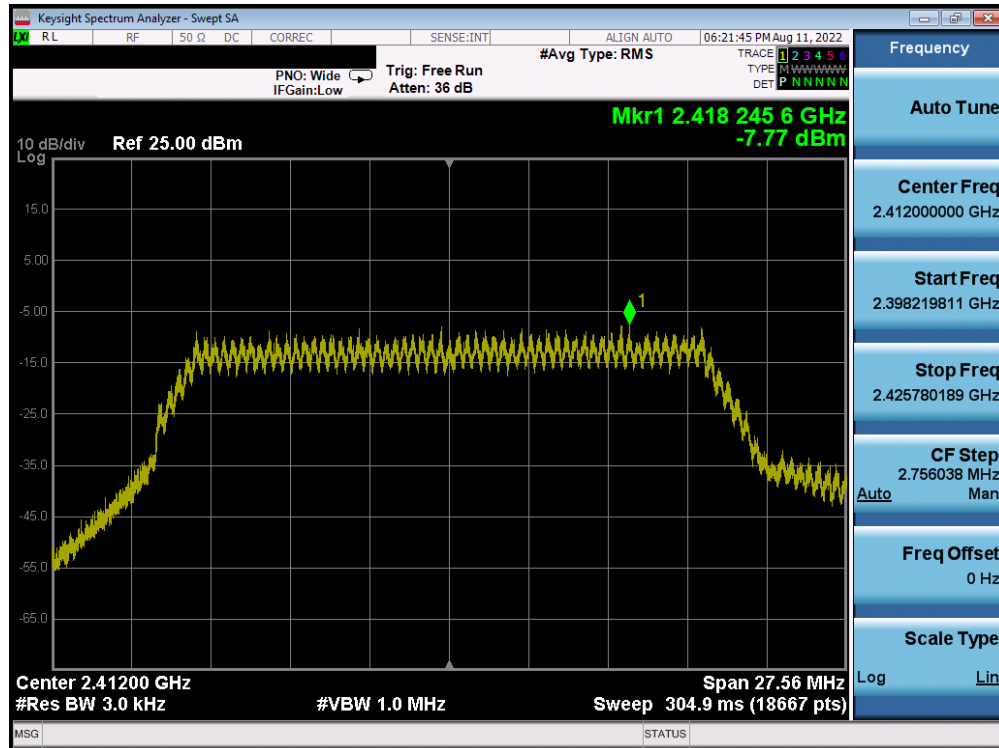 Keysight Spectrum Analyzer - Swept SA
LXI RL RF 50 Ω DC CORREC SENSE:INT ALIGN AUTO 06:21:45 PM Aug 11, 2022
#Avg Type: RMS
TRACE 1 2 3 4 5 6
TYPE M WWWWW
DET P N N N N N
PNO: Wide
IFGain:Low
Trig: Free Run
Atten: 36 dB
Mkr1 2.418 245 6 GHz
-7.77 dBm
10 dB/div
Log
Ref 25.00 dBm
15.0
5.00
-5.00
-15.0
-25.0
-35.0
-45.0
-55.0
-65.0
1
Center 2.41200 GHz
Span 27.56 MHz
#Res BW 3.0 kHz
#VBW 1.0 MHz
Sweep 304.9 ms (18667 pts)
MSG
STATUS
Frequency
Auto Tune
Center Freq
2.412000000 GHz
Start Freq
2.398219811 GHz
Stop Freq
2.425780189 GHz
CF Step
2.756038 MHz
Auto Man
Freq Offset
0 Hz
Scale Type
Log Lin